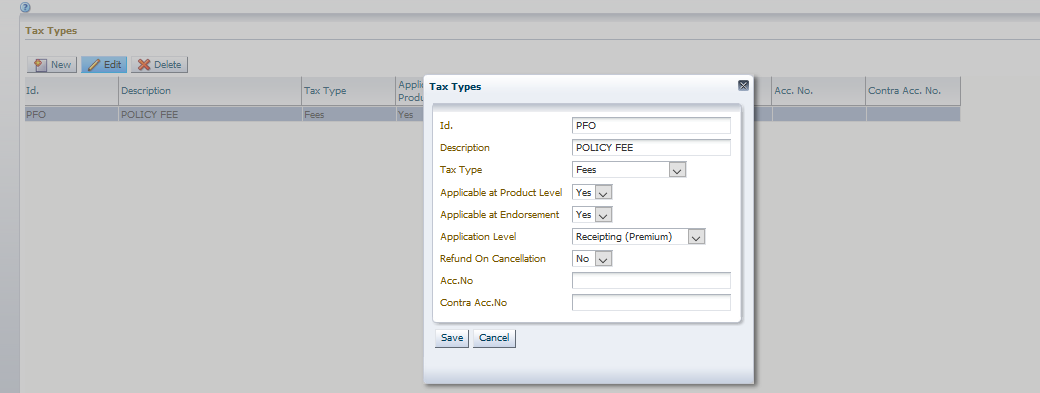 ?
Tax Types
New Edit Delete
Id. Description Tax Type Acc. No. Contra Acc. No.
PFO POLICY FEE Fees Yes
Tax Types
Id. PFO
Description POLICY FEE
Tax Type Fees
Applicable at Product Level Yes
Applicable at Endorsement Yes
Application Level Receipting (Premium)
Refund On Cancellation No
Acc.No
Contra Acc.No
Save Cancel